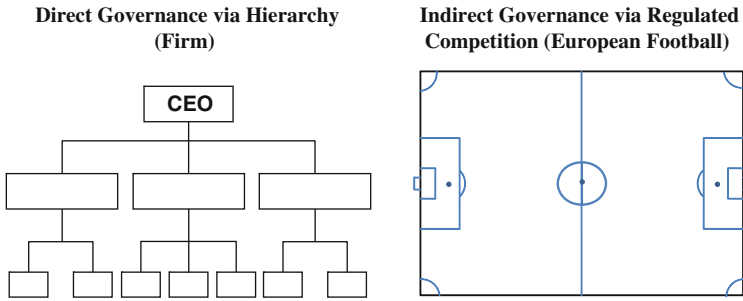 Direct Governance via Hierarchy
(Firm)
Indirect Governance via Regulated
Competition (European Football)
CEO